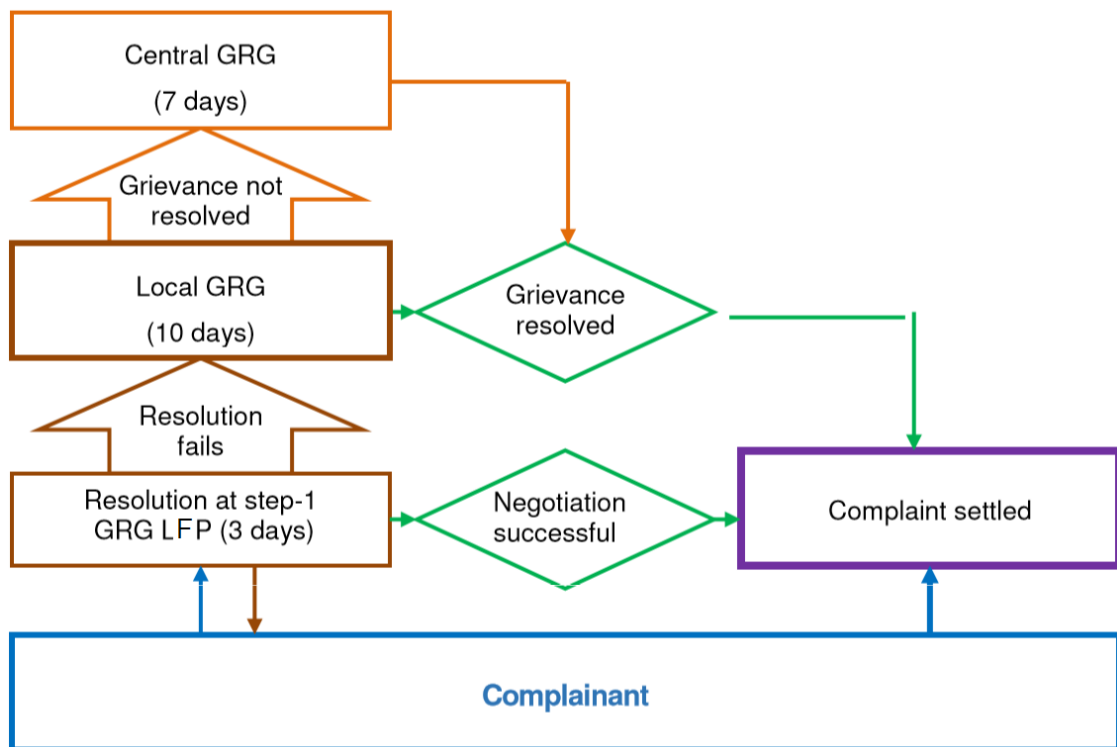 Central GRG
(7 days)
Grievance not
resolved
Local GRG
(10 days)
Grievance
resolved
Resolution
fails
Resolution at step-1
GRG LFP (3 days)
Negotiation
successful
Complaint settled
Complainant